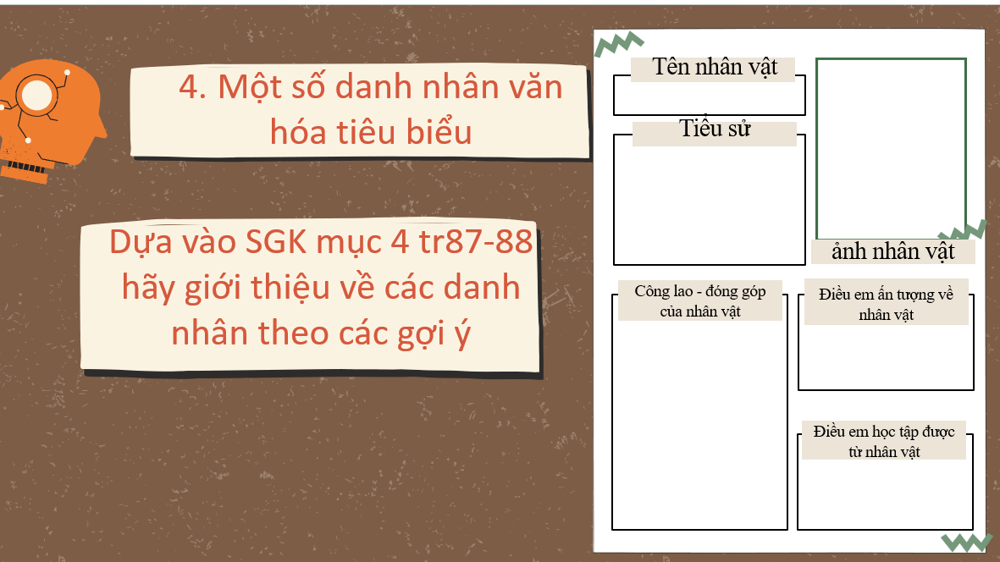 4. Một số danh nhân văn
hóa tiêu biểu
Dựa vào SGK mục 4 tr87-88
hãy giới thiệu về các danh
nhân theo các gợi ý
Tên nhân vật
Tiểu sử
ảnh nhân vật
Công lao - đóng góp
của nhân vật
Điều em ấn tượng về
nhân vật
Điều em học tập được
từ nhân vật